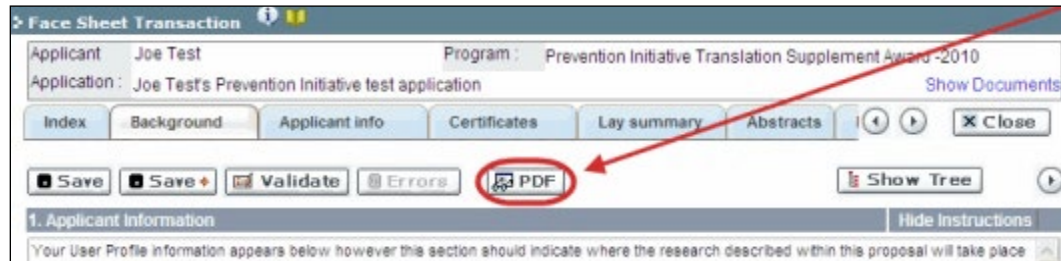 Face Sheet Transaction
Applicant Joe Test Program : Prevention Initiative Translation Supplement Award -2010
Application : Joe Test's Prevention Initiative test application Show Documents
Index Background Applicant info Certificates Lay summary Abstracts X Close
Save Save Validate Errors PDF Show Tree
1. Applicant Information Hide Instructions
Your User Profile information appears below however this section should indicate where the research described within this proposal will take place